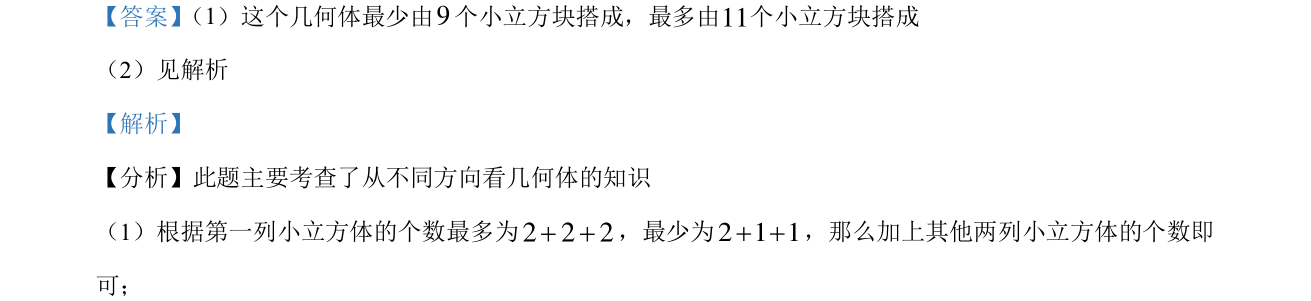 【答案】（1）这个几何体最少由9个小立方块搭成，最多由11个小立方块搭成
（2）见解析
【解析】
【分析】此题主要考查了从不同方向看几何体的知识
（1）根据第一列小立方体的个数最多为2+2+2，最少为2+1+1，那么加上其他两列小立方体的个数即
可；